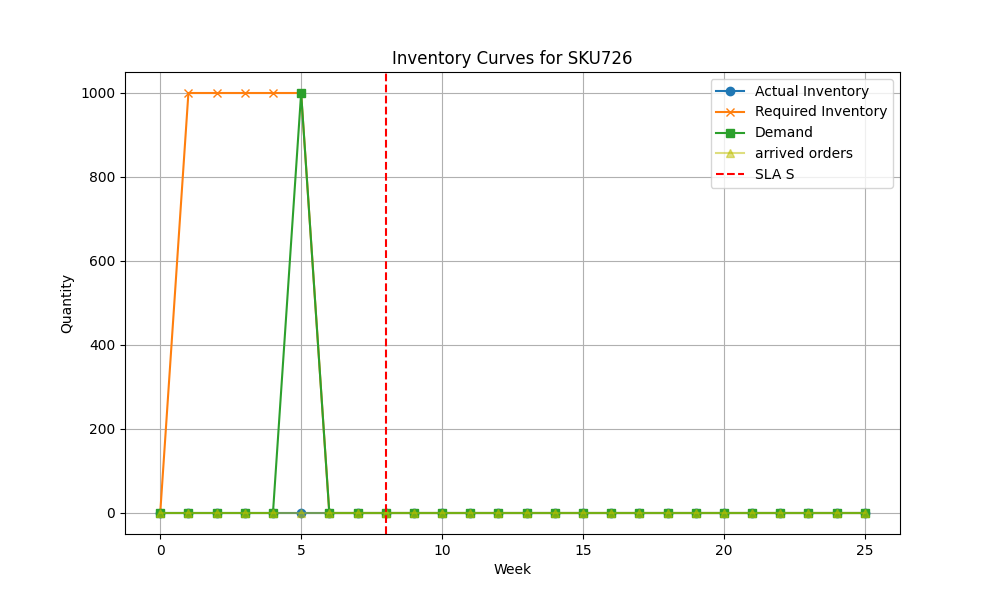 Inventory Curves for SKU726
Actual Inventory
Required Inventory
Demand
arrived orders
SLA S
Quantity
1000
800
600
400
200
0
0 5 10 15 20 25
Week